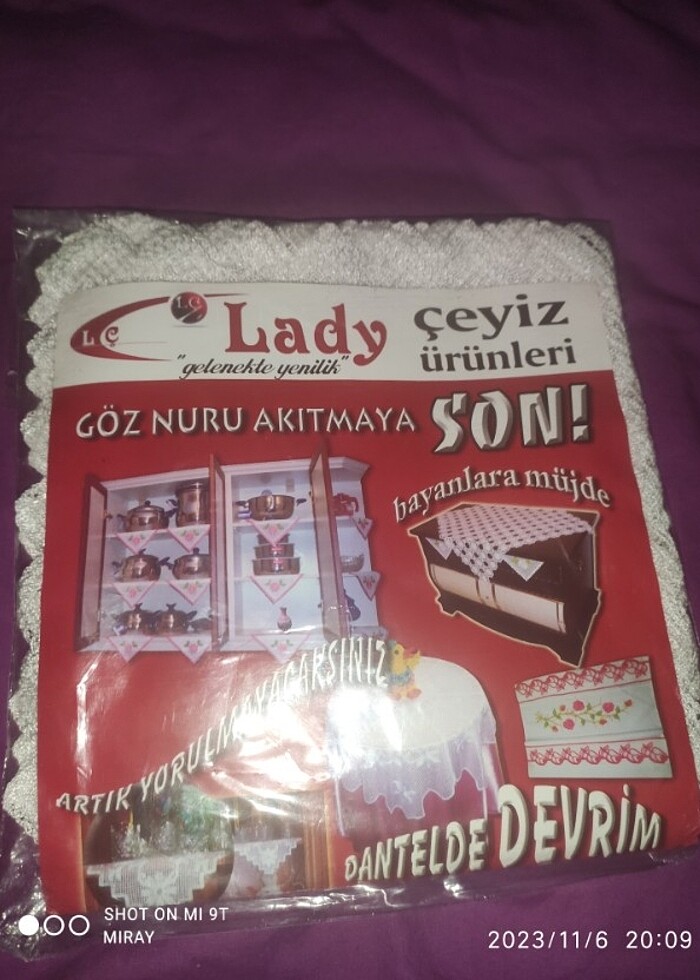 LÇ
LÇ
Lady
"gelenekte yenilik"
çeyiz
ürünleri
GÖZ NURU AKITMAYA SON!
bayanlara müjde
ARTIK YORULMAYACAKSINIZ
DANTELDE DEVRİM
SHOT ON MI 9T
MIRAY
2023/11/6 20:09